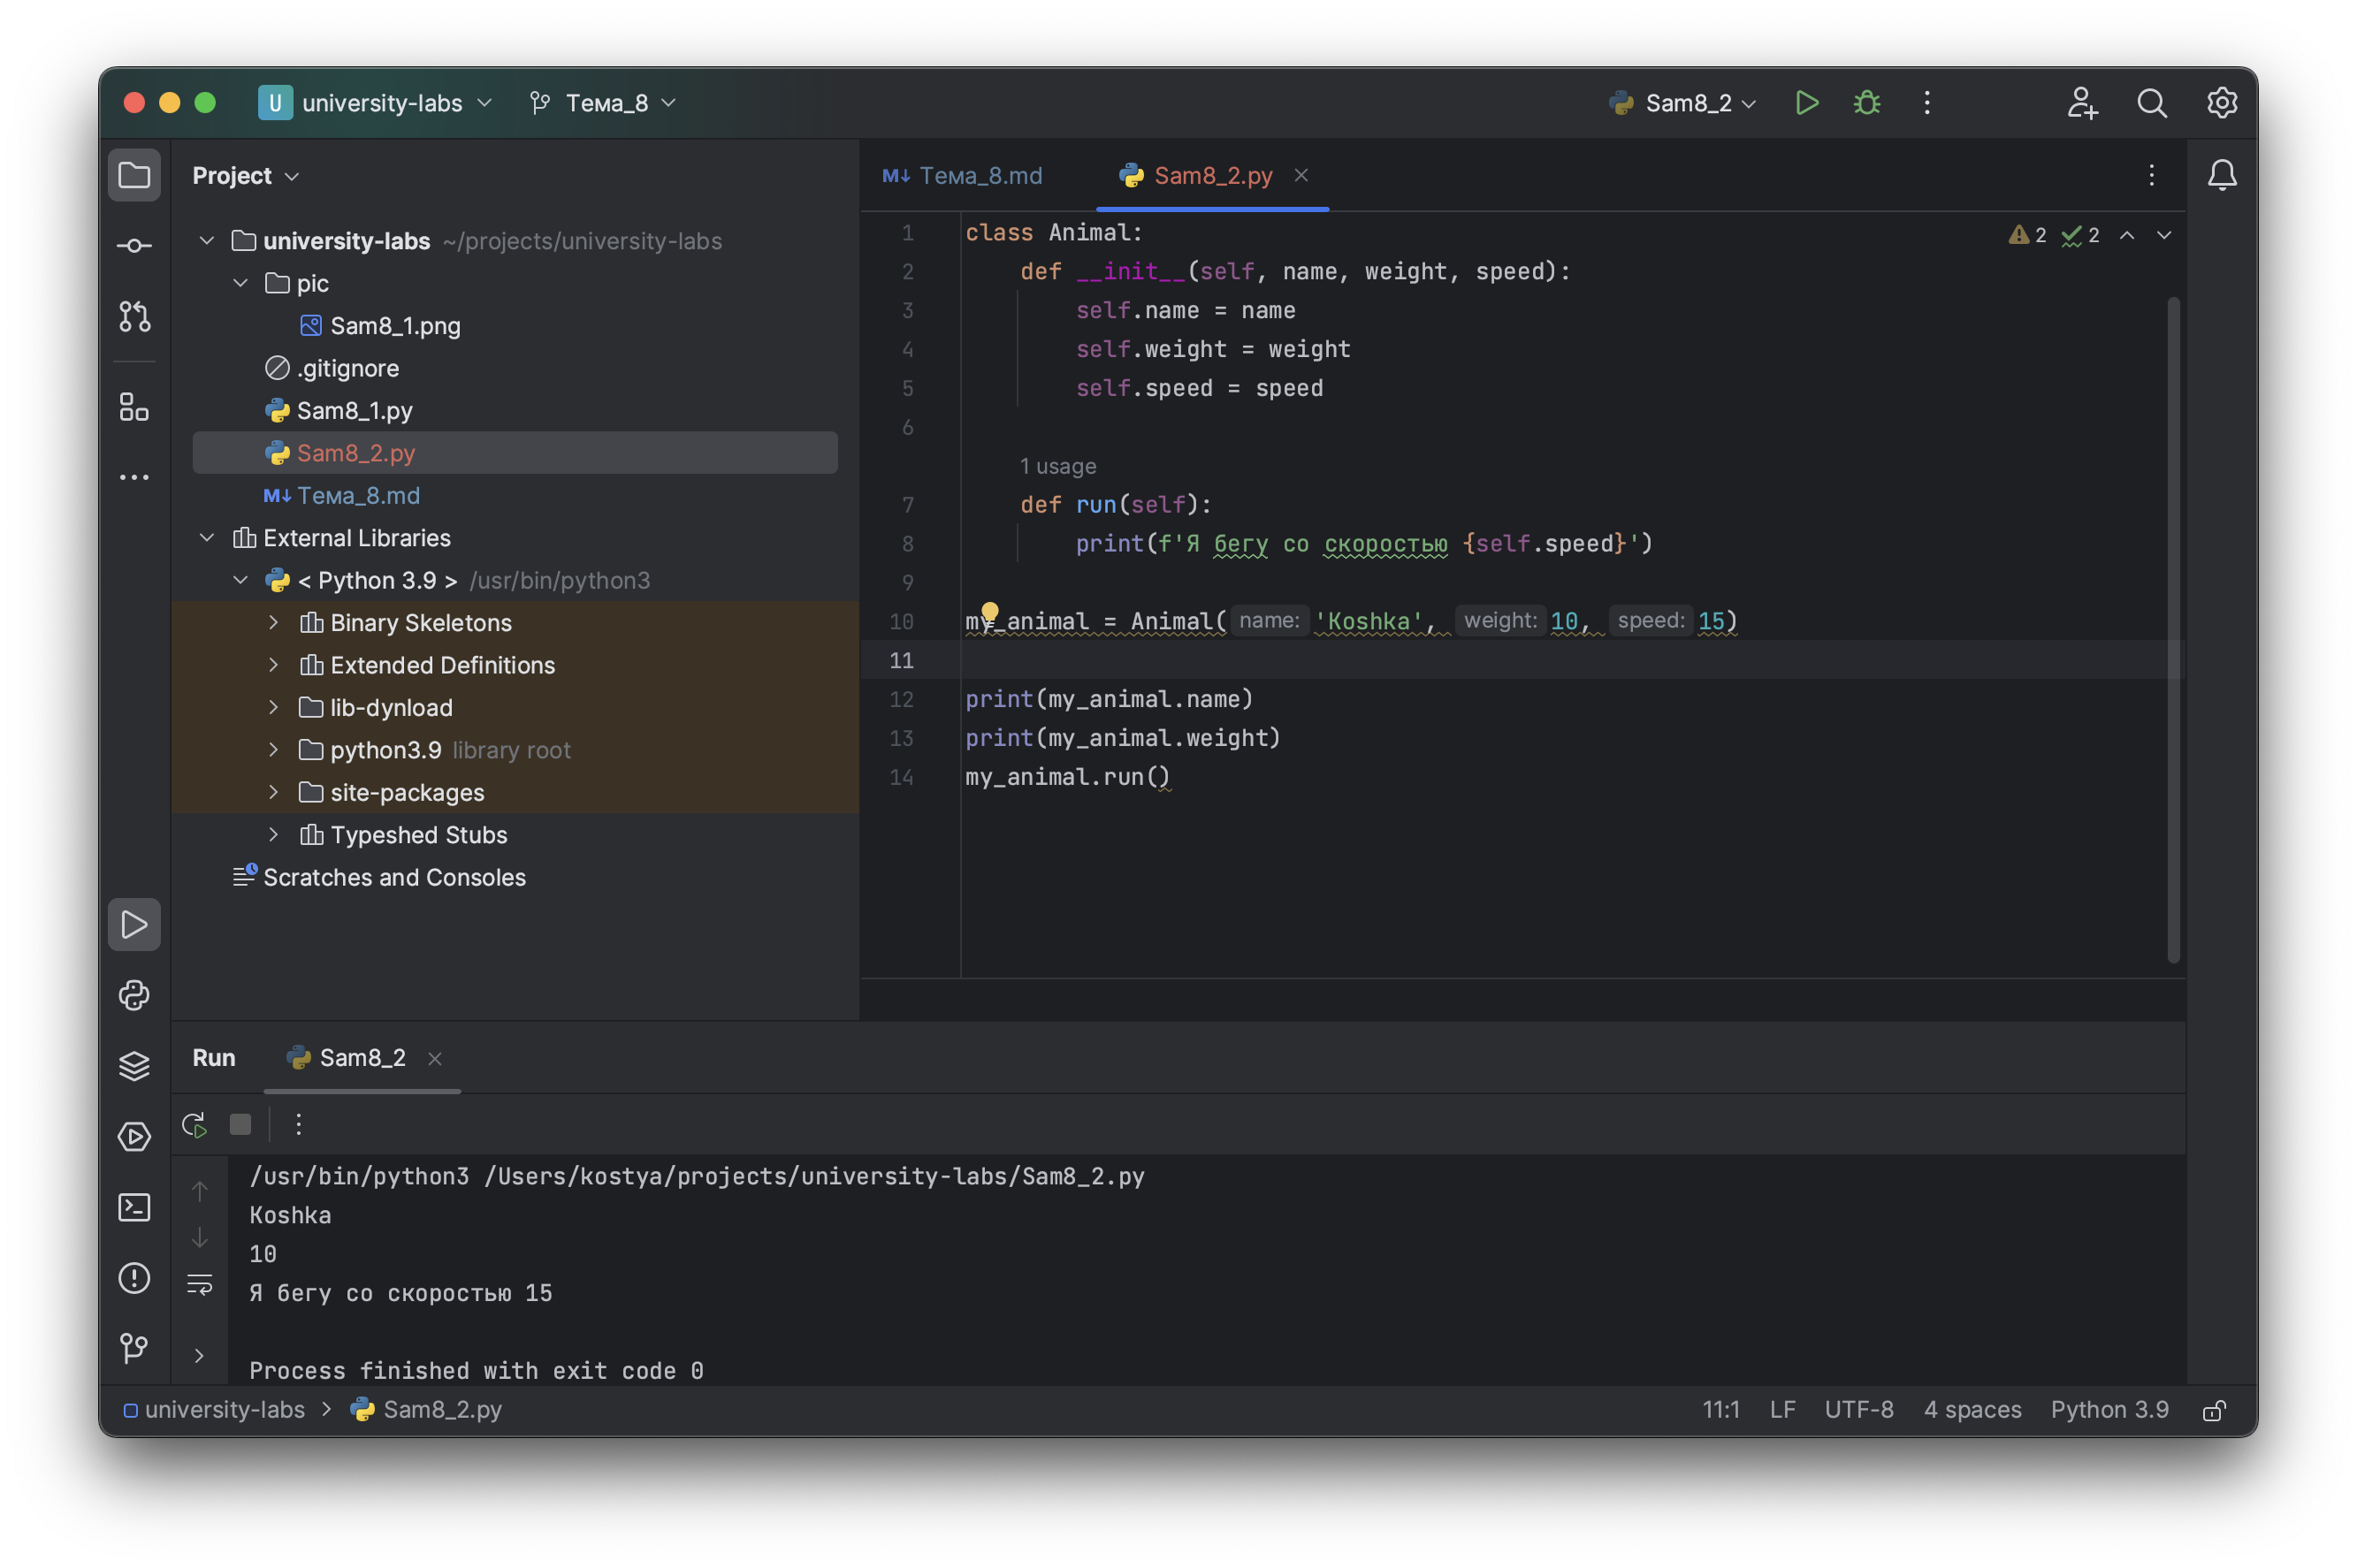 U university-labs Тема_8 Sam8_2
Project
university-labs ~/projects/university-labs
pic
Sam8_1.png
.gitignore
Sam8_1.py
Sam8_2.py
M↓ Тема_8.md
External Libraries
< Python 3.9 > /usr/bin/python3
Binary Skeletons
Extended Definitions
lib-dynload
python3.9 library root
site-packages
Typeshed Stubs
Scratches and Consoles
M↓ Тема_8.md Sam8_2.py
2 2
1 class Animal:
2 def __init__(self, name, weight, speed):
3 self.name = name
4 self.weight = weight
5 self.speed = speed
6
1 usage
7 def run(self):
8 print(f'Я бегу со скоростью {self.speed}')
9
10 my_animal = Animal( name: 'Koshka', weight: 10, speed: 15)
11
12 print(my_animal.name)
13 print(my_animal.weight)
14 my_animal.run()
Run Sam8_2
/usr/bin/python3 /Users/kostya/projects/university-labs/Sam8_2.py
Koshka
10
Я бегу со скоростью 15
Process finished with exit code 0
university-labs > Sam8_2.py 11:1 LF UTF-8 4 spaces Python 3.9